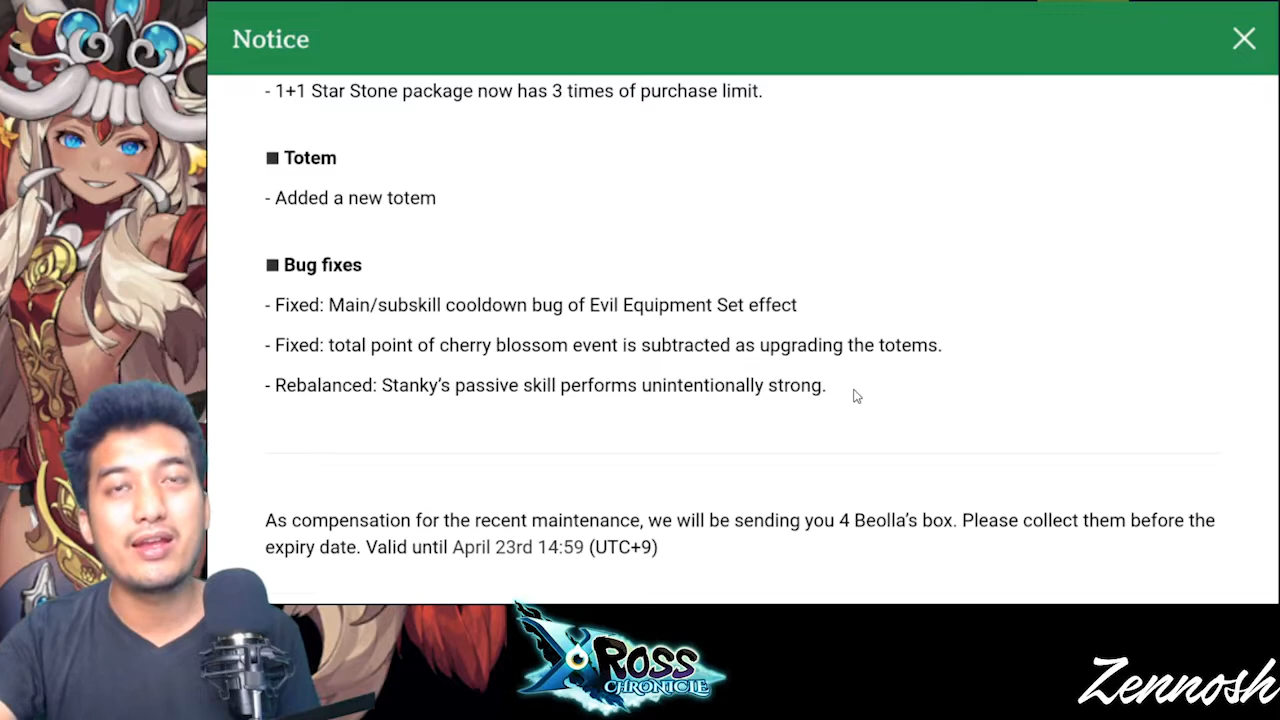 Notice
- 1+1 Star Stone package now has 3 times of purchase limit.
■ Totem
- Added a new totem
■ Bug fixes
- Fixed: Main/subskill cooldown bug of Evil Equipment Set effect
- Fixed: total point of cherry blossom event is subtracted as upgrading the totems.
- Rebalanced: Stanky’s passive skill performs unintentionally strong.
As compensation for the recent maintenance, we will be sending you 4 Beolla’s box. Please collect them before the
expiry date. Valid until April 23rd 14:59 (UTC+9)
XROSS
CHRONICLE
Zennosh